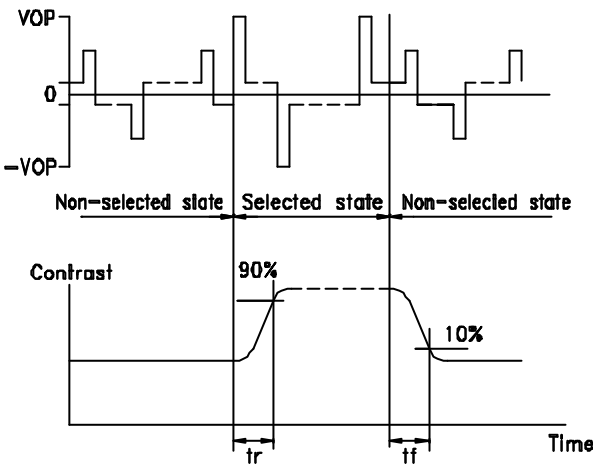 VOP
0
-VOP
Non-selected slate
Selected state
Non-selecied state
Contrast
90%
10%
Time
tr
tf